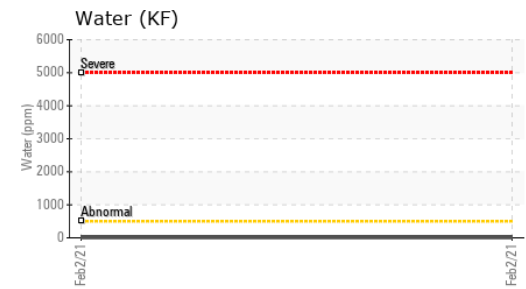 Water (KF)
6000
Severe
5000
4000
3000
2000
1000
Abnormal
0
Water (ppm)
Feb2/21
Feb2/21